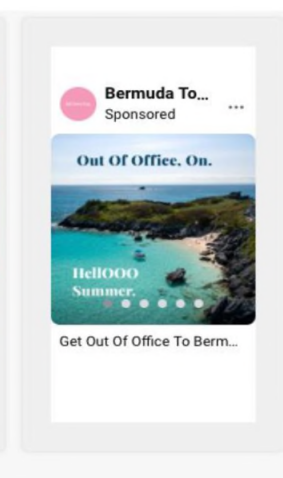 Bermuda To...
Sponsored
Out Of Office. On.
HellOOO
Summer.
Get Out Of Office To Berm...